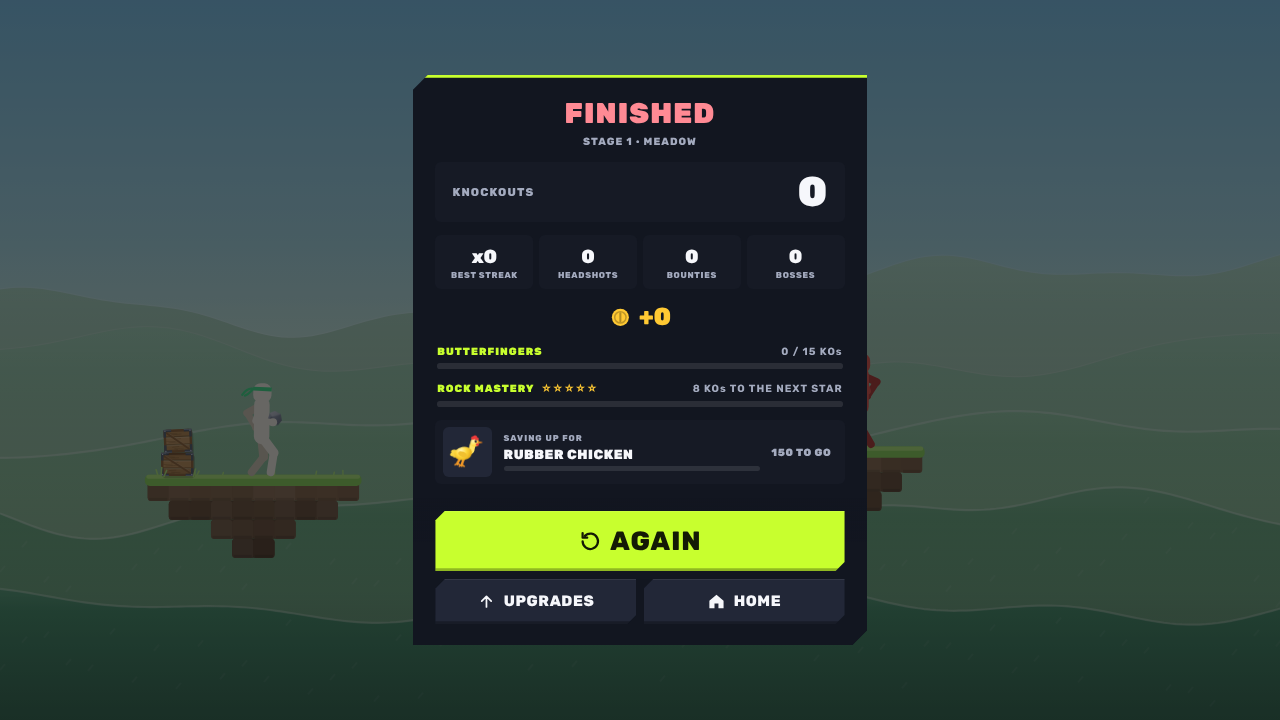 FINISHED
STAGE 1 • MEADOW
KNOCKOUTS 0
x0 0 0 0
BEST STREAK HEADSHOTS BOUNTIES BOSSES
+0
BUTTERFINGERS 0 / 15 KOs
ROCK MASTERY ☆☆☆☆☆ 8 KOs TO THE NEXT STAR
SAVING UP FOR
RUBBER CHICKEN 150 TO GO
AGAIN
UPGRADES HOME